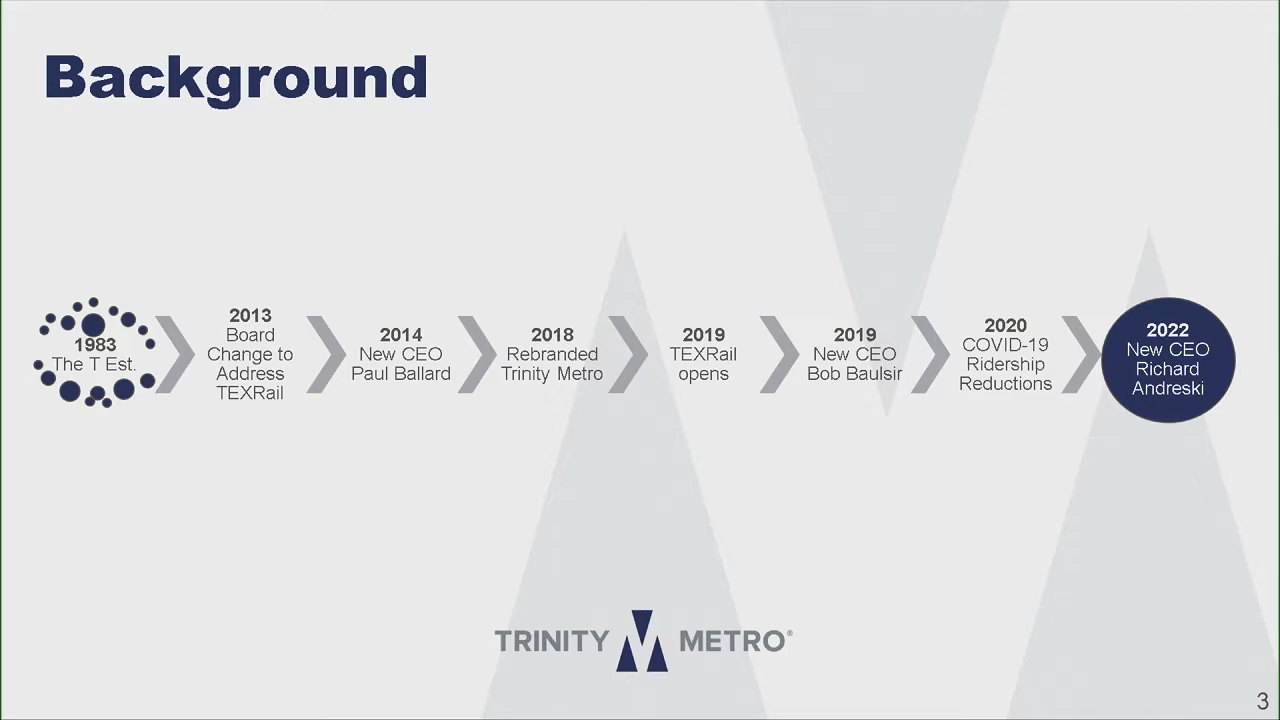 Background
1983
The T Est.
2013
Board
Change to
Address
TEXRail
2014
New CEO
Paul Ballard
2018
Rebranded
Trinity Metro
2019
TEXRail
opens
2019
New CEO
Bob Baulsir
2020
COVID-19
Ridership
Reductions
2022
New CEO
Richard
Andreski
TRINITY METRO®
3